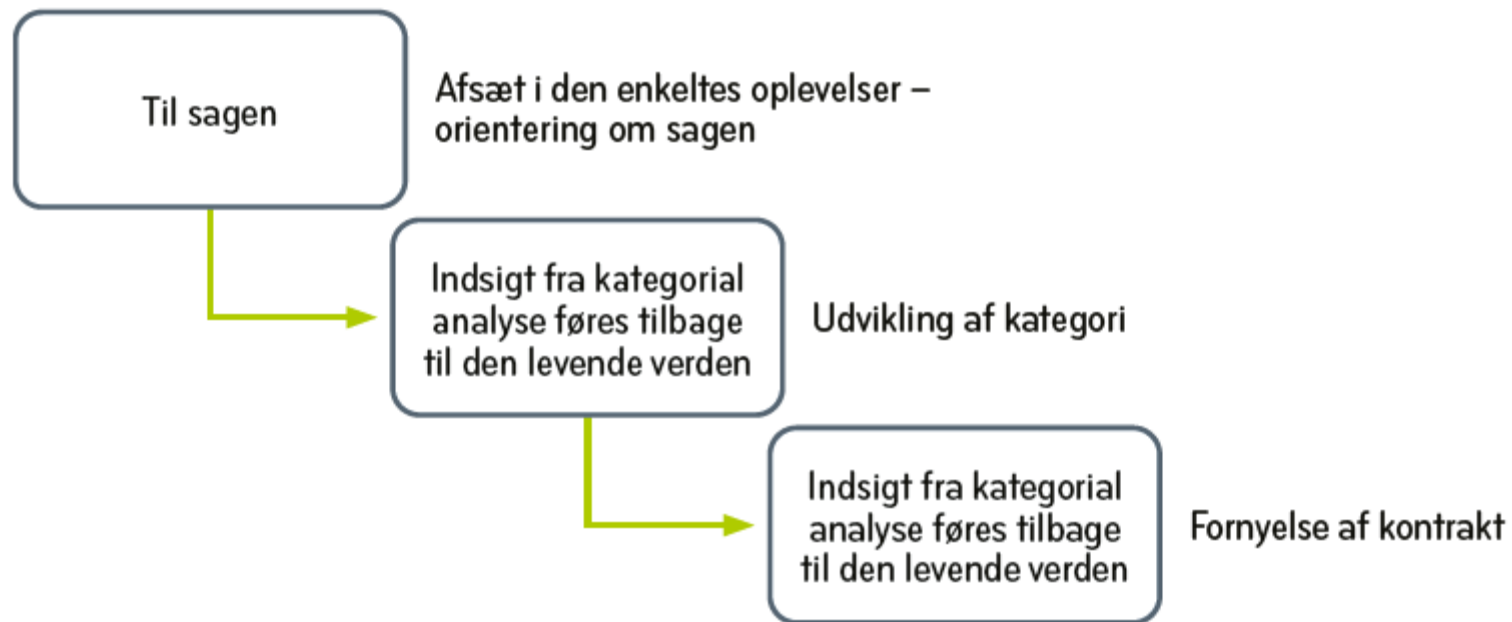 Til sagen
Afsæt i den enkeltes oplevelser –
orientering om sagen
Indsigt fra kategorial
analyse føres tilbage
til den levende verden
Udvikling af kategori
Indsigt fra kategorial
analyse føres tilbage
til den levende verden
Fornyelse af kontrakt